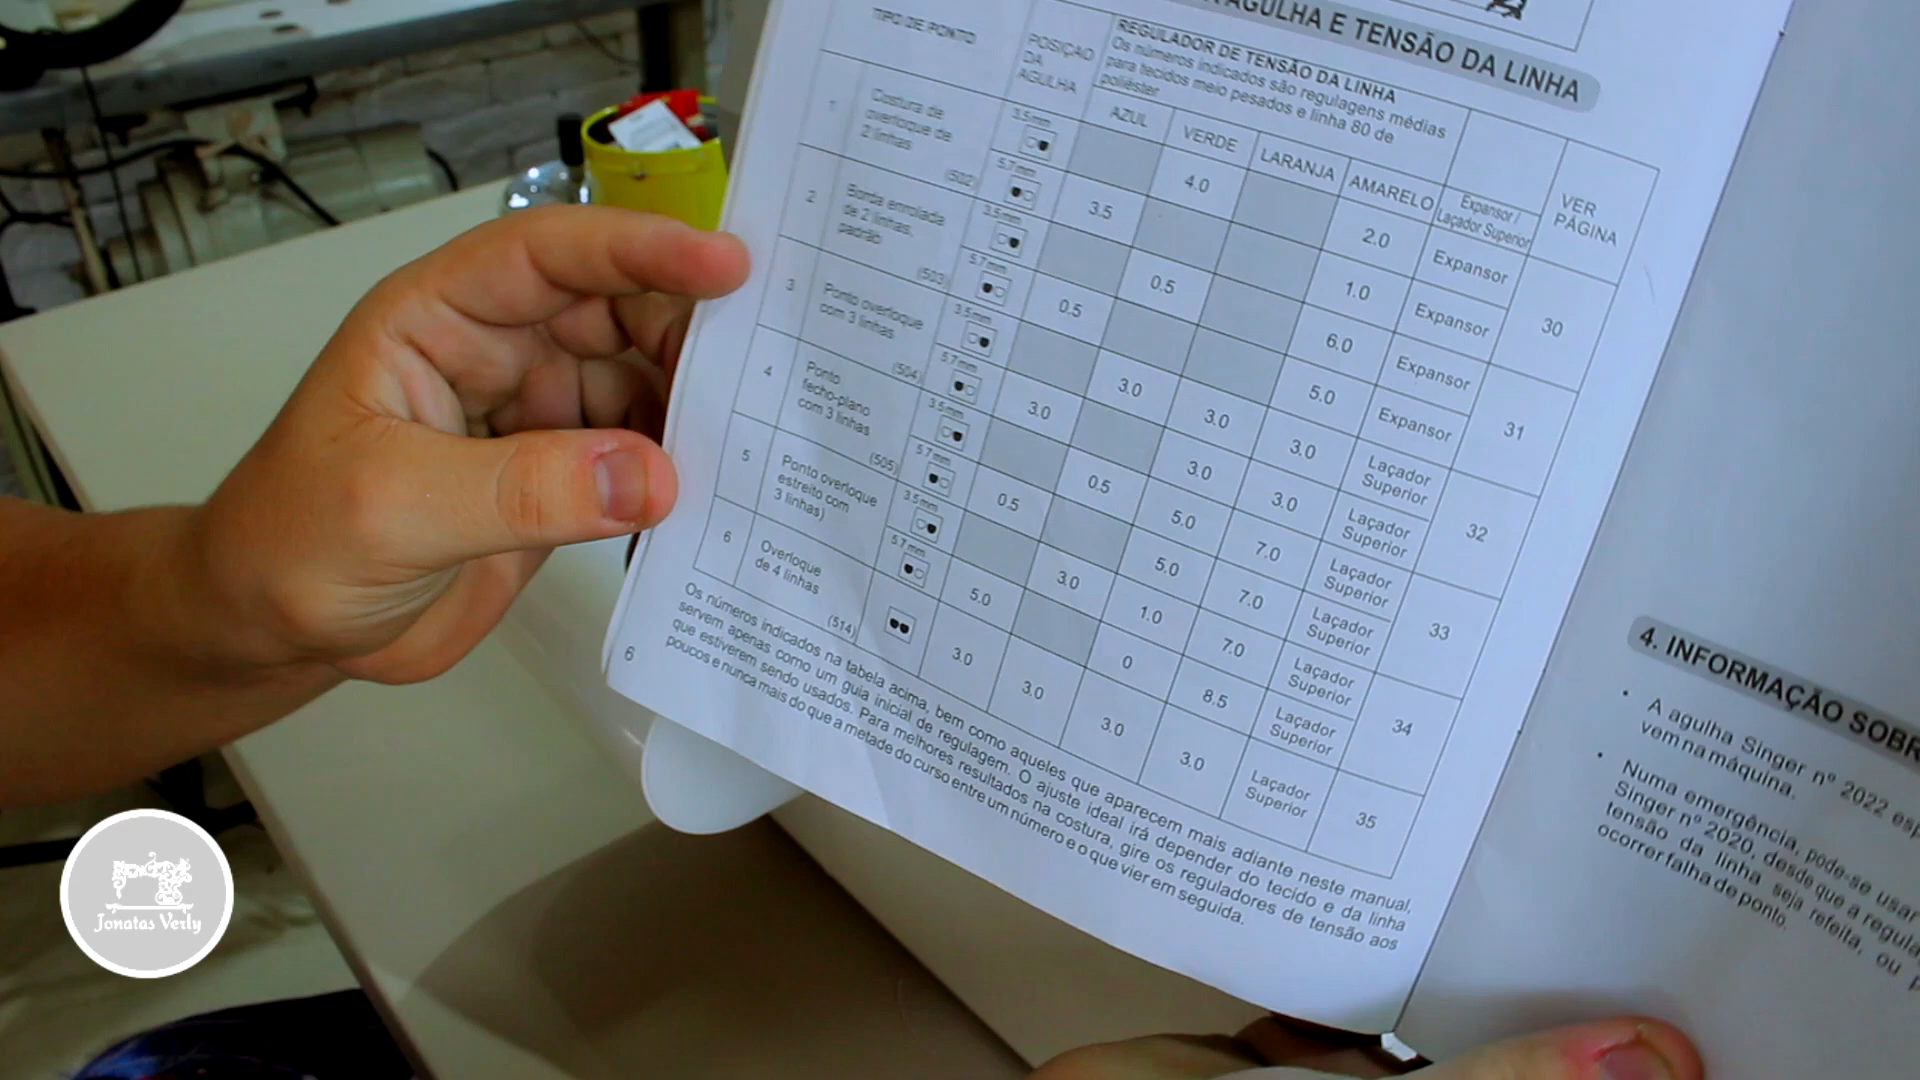 AGULHA E TENSÃO DA LINHA
TIPO DE PONTO
POSIÇÃO
DA
AGULHA
REGULADOR DE TENSÃO DA LINHA
Os números indicados são regulagens médias
para tecidos meio pesados e linha 80 de
poliéster
AZUL VERDE LARANJA AMARELO
Expansor /
Laçador Superior
VER
PÁGINA
1 Costura de
overloque de
2 linhas
(502)
3.5mm 4.0 2.0 Expansor
5.7mm 3.5 1.0 Expansor
30
2 Borda enrolada
de 2 linhas,
padrão
(503)
3.5mm 0.5 6.0 Expansor
5.7mm 0.5 5.0 Expansor
31
3 Ponto overloque
com 3 linhas
(504)
3.5mm 3.0 3.0 3.0 Laçador
Superior
5.7mm 3.0 3.0 3.0 Laçador
Superior
32
4 Ponto
fecho-plano
com 3 linhas
(505)
3.5mm 0.5 5.0 7.0 Laçador
Superior
5.7mm 0.5 5.0 7.0 Laçador
Superior
33
5 Ponto overloque
estreito com
3 linhas)
3.5mm 3.0 1.0 7.0 Laçador
Superior
5.7mm 5.0 0 8.5 Laçador
Superior
34
6 Overloque
de 4 linhas
(514)
3.0 3.0 3.0 3.0 Laçador
Superior
35
Os números indicados na tabela acima, bem como aqueles que aparecem mais adiante neste manual,
servem apenas como um guia inicial de regulagem. O ajuste ideal irá depender do tecido e da linha
que estiverem sendo usados. Para melhores resultados na costura, gire os reguladores de tensão aos
poucos e nunca mais do que a metade do curso entre um número e o que vier em seguida.
6
4. INFORMAÇÃO SOBR
• A agulha Singer nº 2022 esp
vem na máquina.
• Numa emergência, pode-se usar
Singer nº 2020, desde que a regula
tensão da linha seja refeita, ou p
ocorrer falha de ponto.
Jonatas Verly